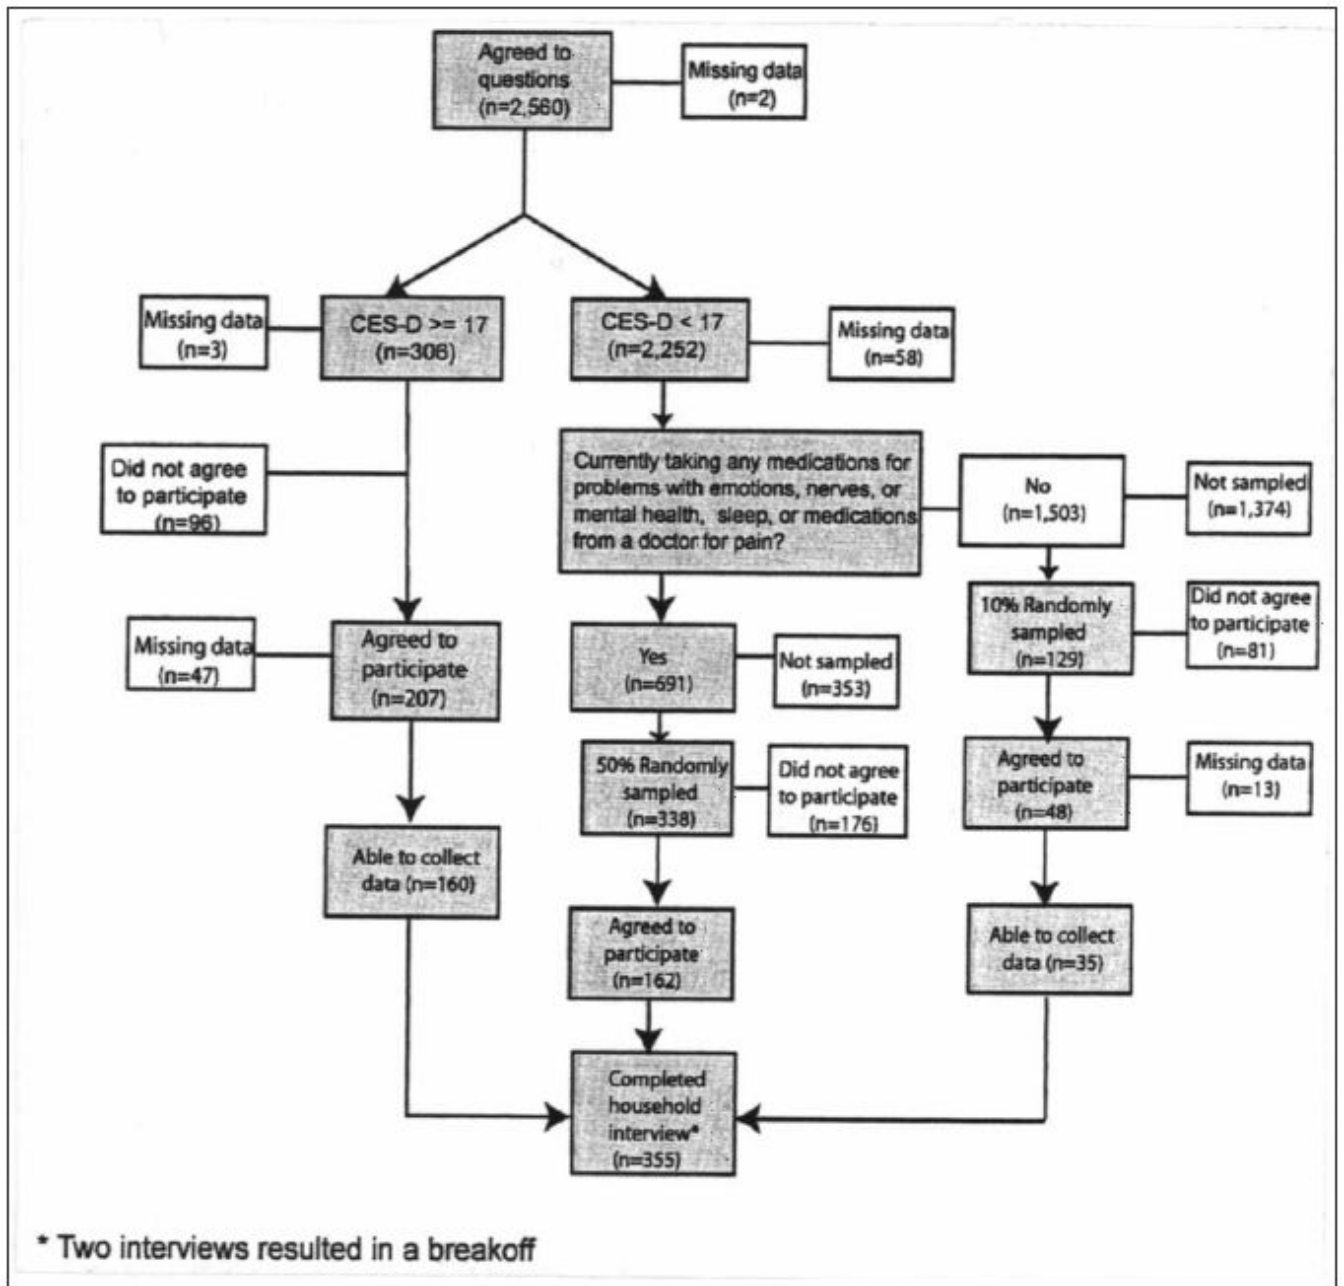 Agreed to
questions
(n=2,560)
Missing data
(n=2)
Missing data
(n=3)
CES-D >= 17
(n=306)
CES-D < 17
(n=2,252)
Missing data
(n=58)
Did not agree
to participate
(n=96)
Currently taking any medications for
problems with emotions, nerves, or
mental health, sleep, or medications
from a doctor for pain?
No
(n=1,503)
Not sampled
(n=1,374)
10% Randomly
sampled
(n=129)
Did not agree
to participate
(n=81)
Missing data
(n=47)
Agreed to
participate
(n=207)
Yes
(n=691)
Not sampled
(n=353)
50% Randomly
sampled
(n=338)
Did not agree
to participate
(n=176)
Agreed to
participate
(n=48)
Missing data
(n=13)
Able to collect
data (n=160)
Agreed to
participate
(n=162)
Able to collect
data (n=35)
Completed
household
interview*
(n=355)
* Two interviews resulted in a breakoff